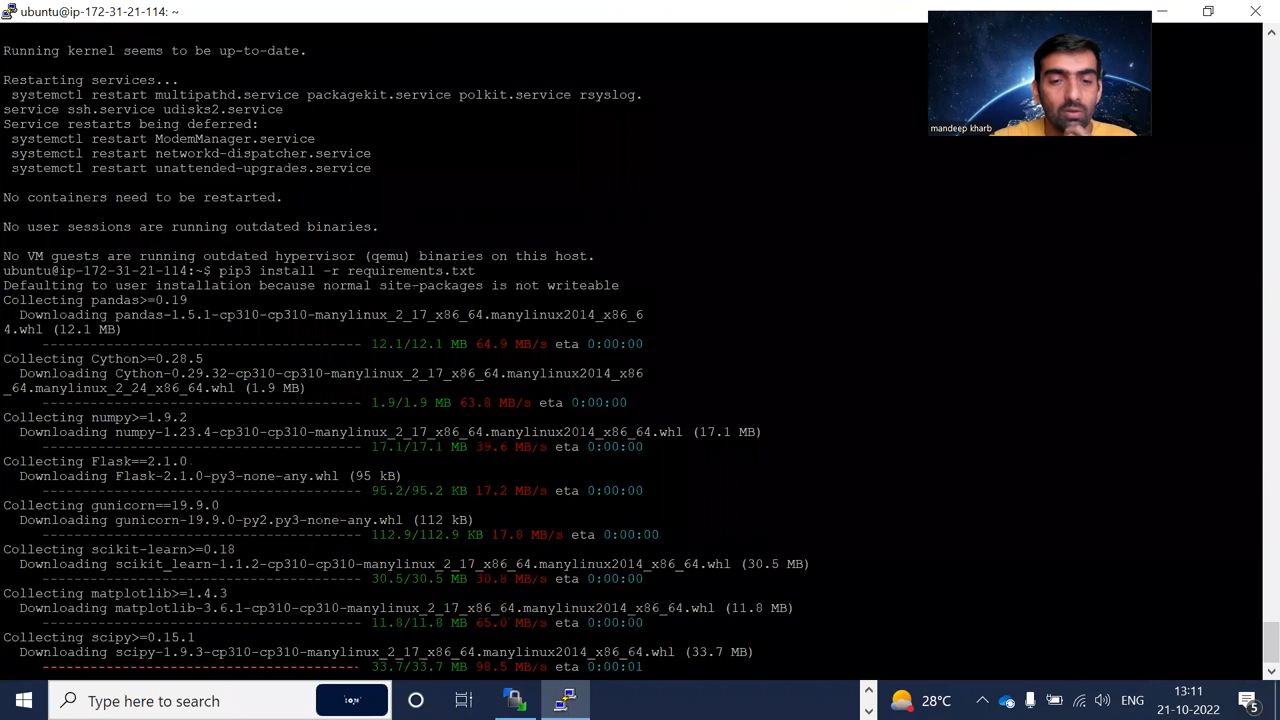 ubuntu@ip-172-31-21-114: ~
Running kernel seems to be up-to-date.
Restarting services...
systemctl restart multipathd.service packagekit.service polkit.service rsyslog.
service ssh.service udisks2.service
Service restarts being deferred:
systemctl restart ModemManager.service
systemctl restart networkd-dispatcher.service
systemctl restart unattended-upgrades.service
No containers need to be restarted.
No user sessions are running outdated binaries.
No VM guests are running outdated hypervisor (qemu) binaries on this host.
ubuntu@ip-172-31-21-114:~$ pip3 install -r requirements.txt
Defaulting to user installation because normal site-packages is not writeable
Collecting pandas>=0.19
Downloading pandas-1.5.1-cp310-cp310-manylinux_2_17_x86_64.manylinux2014_x86_6
4.whl (12.1 MB)
---------------------------------------- 12.1/12.1 MB 64.9 MB/s eta 0:00:00
Collecting Cython>=0.28.5
Downloading Cython-0.29.32-cp310-cp310-manylinux_2_17_x86_64.manylinux2014_x86
_64.manylinux_2_24_x86_64.whl (1.9 MB)
---------------------------------------- 1.9/1.9 MB 63.8 MB/s eta 0:00:00
Collecting numpy>=1.9.2
Downloading numpy-1.23.4-cp310-cp310-manylinux_2_17_x86_64.manylinux2014_x86_64.whl (17.1 MB)
---------------------------------------- 17.1/17.1 MB 39.6 MB/s eta 0:00:00
Collecting Flask==2.1.0
Downloading Flask-2.1.0-py3-none-any.whl (95 kB)
---------------------------------------- 95.2/95.2 KB 17.2 MB/s eta 0:00:00
Collecting gunicorn==19.9.0
Downloading gunicorn-19.9.0-py2.py3-none-any.whl (112 kB)
---------------------------------------- 112.9/112.9 KB 17.8 MB/s eta 0:00:00
Collecting scikit-learn>=0.18
Downloading scikit_learn-1.1.2-cp310-cp310-manylinux_2_17_x86_64.manylinux2014_x86_64.whl (30.5 MB)
---------------------------------------- 30.5/30.5 MB 30.8 MB/s eta 0:00:00
Collecting matplotlib>=1.4.3
Downloading matplotlib-3.6.1-cp310-cp310-manylinux_2_17_x86_64.manylinux2014_x86_64.whl (11.8 MB)
---------------------------------------- 11.8/11.8 MB 65.0 MB/s eta 0:00:00
Collecting scipy>=0.15.1
Downloading scipy-1.9.3-cp310-cp310-manylinux_2_17_x86_64.manylinux2014_x86_64.whl (33.7 MB)
---------------------------------------- 33.7/33.7 MB 98.5 MB/s eta 0:00:01
mandeep kharb
Type here to search
28°C
ENG
13:11
21-10-2022
5